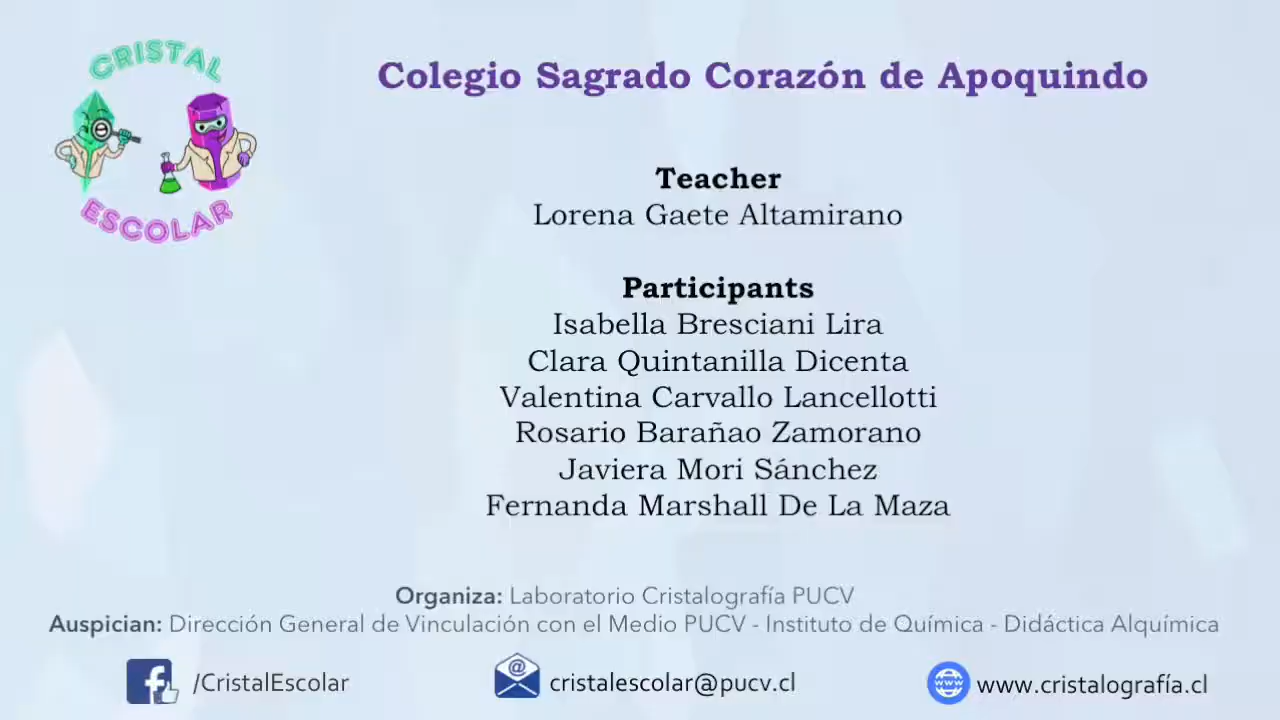 CRISTAL
ESCOLAR
Colegio Sagrado Corazón de Apoquindo
Teacher
Lorena Gaete Altamirano
Participants
Isabella Bresciani Lira
Clara Quintanilla Dicenta
Valentina Carvallo Lancellotti
Rosario Barañao Zamorano
Javiera Mori Sánchez
Fernanda Marshall De La Maza
Organiza: Laboratorio Cristalografía PUCV
Auspician: Dirección General de Vinculación con el Medio PUCV - Instituto de Química - Didáctica Alquímica
/CristalEscolar
cristalescolar@pucv.cl
www.cristalografía.cl